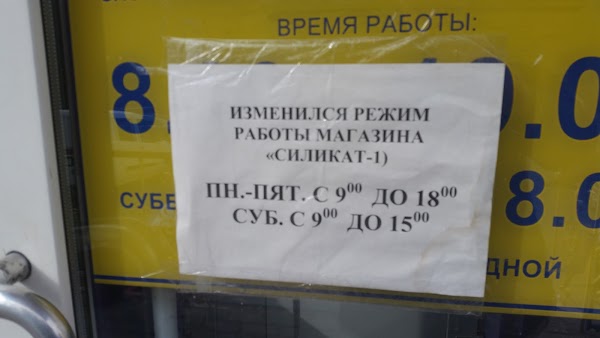 ВРЕМЯ РАБОТЫ:
ИЗМЕНИЛСЯ РЕЖИМ
РАБОТЫ МАГАЗИНА
«СИЛИКАТ-1)
ПН.-ПЯТ. С 9⁰⁰ ДО 18⁰⁰
СУБ. С 9⁰⁰ ДО 15⁰⁰